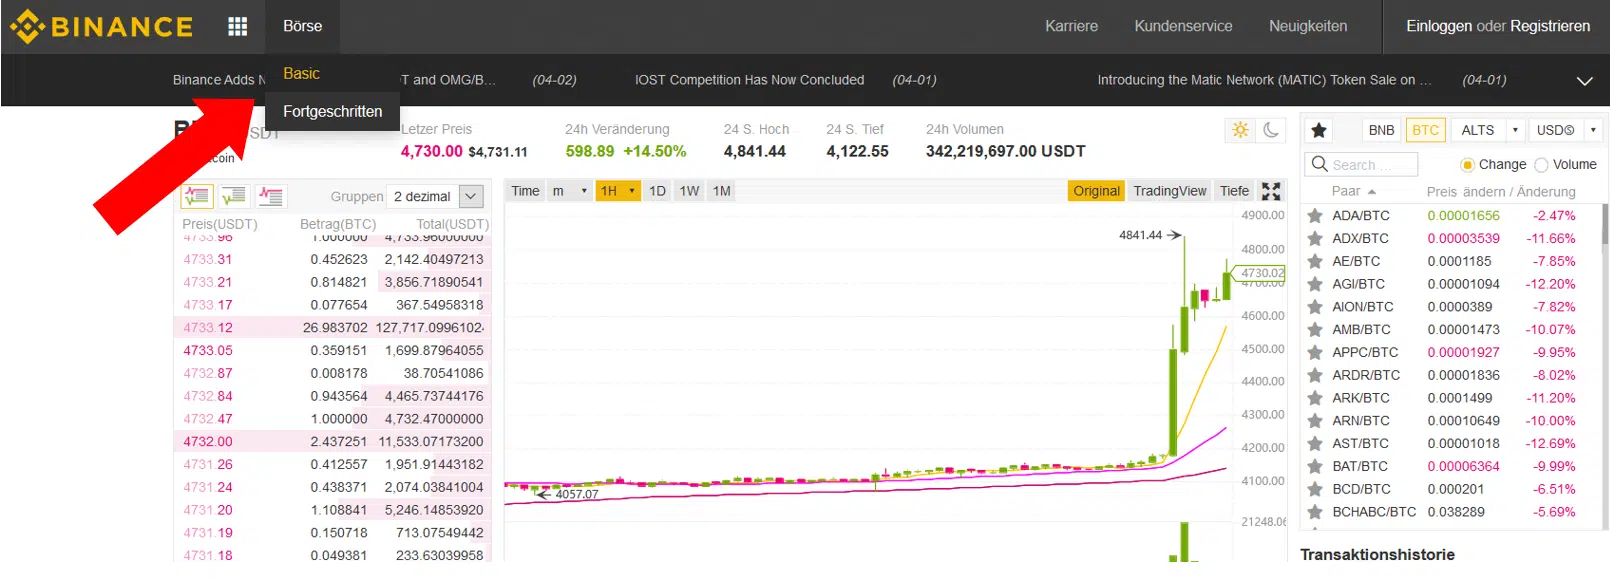 BINANCE Börse Karriere Kundenservice Neuigkeiten Einloggen oder Registrieren
Basic
Binance Adds T and OMG/B... (04-02) IOST Competition Has Now Concluded (04-01) Introducing the Matic Network (MATIC) Token Sale on ... (04-01)
Fortgeschritten
Letzer Preis 24h Veränderung 24 S. Hoch 24 S. Tief 24h Volumen
4,730.00 $4,731.11 598.89 +14.50% 4,841.44 4,122.55 342,219,697.00 USDT
BNB BTC ALTS USDⓈ
Search ... Change Volume
Gruppen 2 dezimal
Time m 1H 1D 1W 1M Original TradingView Tiefe
Paar Preis ändern / Änderung
Preis(USDT) Betrag(BTC) Total(USDT)
4733.96 1.000000 4,733.96000000
4733.31 0.452623 2,142.40497213
4733.21 0.814821 3,856.71890541
4733.17 0.077654 367.54958318
4733.12 26.983702 127,717.0996102
4733.05 0.359151 1,699.87964055
4732.87 0.008178 38.70541086
4732.84 0.943564 4,465.73744176
4732.47 1.000000 4,732.47000000
4732.00 2.437251 11,533.07173200
4731.26 0.412557 1,951.91443182
4731.24 0.438371 2,074.03841004
4731.20 1.108841 5,246.14853920
4731.19 0.150718 713.07549442
4731.18 0.049381 233.63039958
4841.44
4057.07
4900.00
4800.00
4730.02
4700.00
4600.00
4500.00
4400.00
4300.00
4200.00
4100.00
21248.06
ADA/BTC 0.00001656 -2.47%
ADX/BTC 0.00003539 -11.66%
AE/BTC 0.0001185 -7.85%
AGI/BTC 0.00001094 -12.20%
AION/BTC 0.0000389 -7.82%
AMB/BTC 0.00001473 -10.07%
APPC/BTC 0.00001927 -9.95%
ARDR/BTC 0.00001836 -8.02%
ARK/BTC 0.0001499 -11.20%
ARN/BTC 0.00010649 -10.00%
AST/BTC 0.00001018 -12.69%
BAT/BTC 0.00006364 -9.99%
BCD/BTC 0.000201 -6.51%
BCHABC/BTC 0.038289 -5.69%
Transaktionshistorie